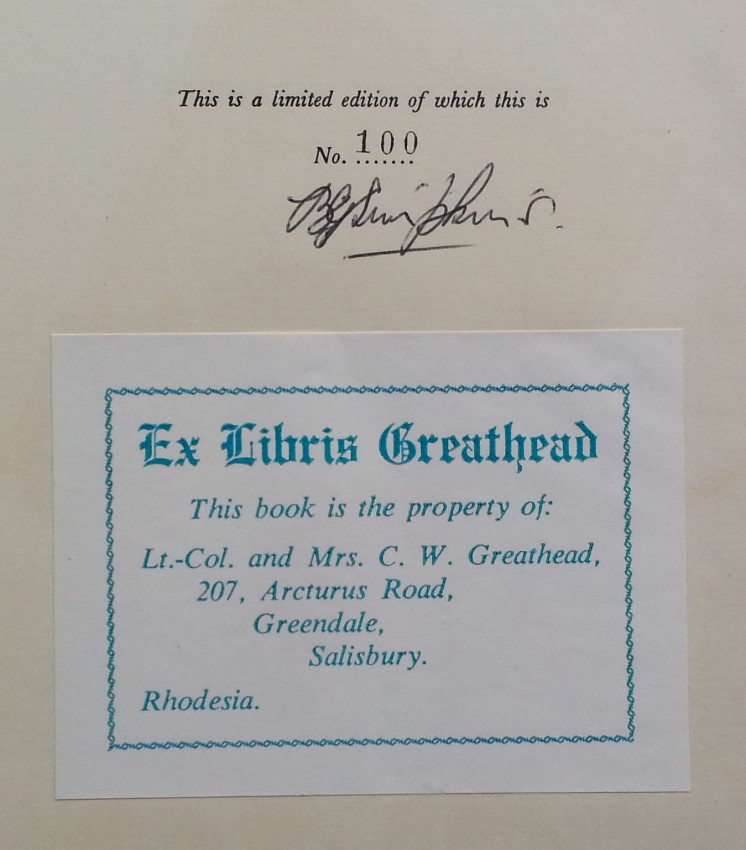 This is a limited edition of which this is
No. 100
Ex Libris Greathead
This book is the property of:
Lt.-Col. and Mrs. C. W. Greathead,
207, Arcturus Road,
Greendale,
Salisbury.
Rhodesia.